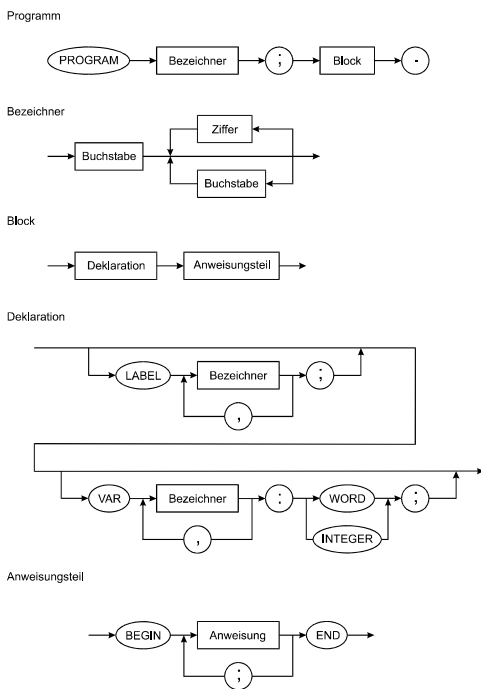 Programm
PROGRAM Bezeichner ; Block -
Bezeichner
Ziffer
Buchstabe
Buchstabe
Block
Deklaration Anweisungsteil
Deklaration
LABEL Bezeichner ;
,
VAR Bezeichner : WORD ;
, INTEGER
Anweisungsteil
BEGIN Anweisung END
;